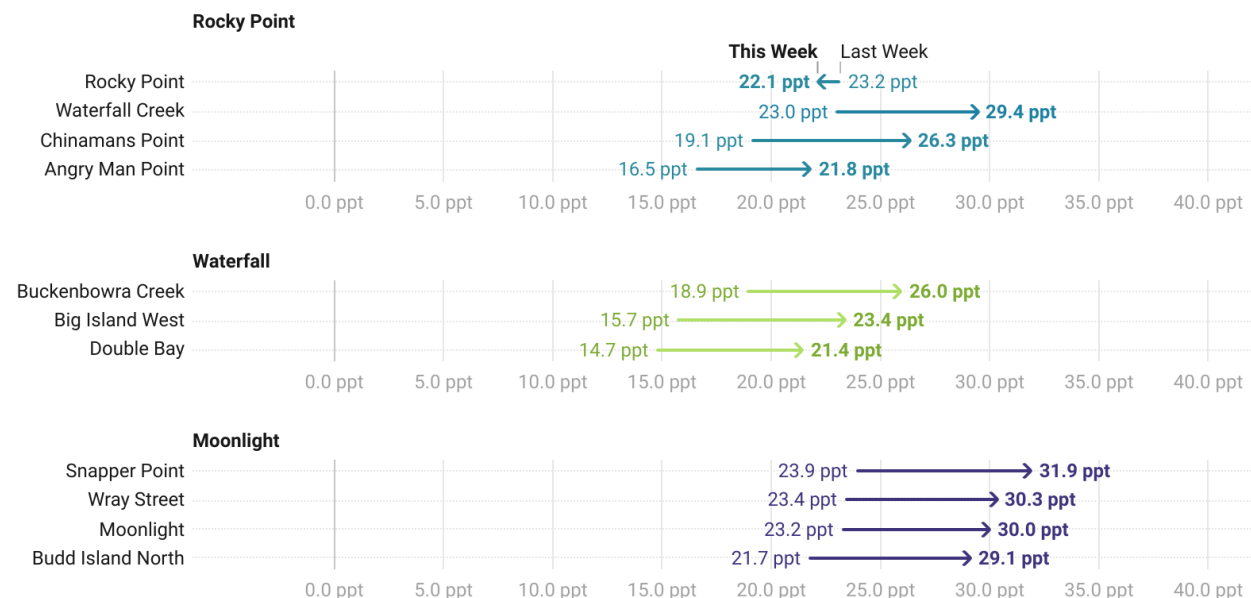 Rocky Point
This Week Last Week
Rocky Point 22.1 ppt 23.2 ppt
Waterfall Creek 23.0 ppt 29.4 ppt
Chinamans Point 19.1 ppt 26.3 ppt
Angry Man Point 16.5 ppt 21.8 ppt
0.0 ppt 5.0 ppt 10.0 ppt 15.0 ppt 20.0 ppt 25.0 ppt 30.0 ppt 35.0 ppt 40.0 ppt
Waterfall
Buckenbowra Creek 18.9 ppt 26.0 ppt
Big Island West 15.7 ppt 23.4 ppt
Double Bay 14.7 ppt 21.4 ppt
0.0 ppt 5.0 ppt 10.0 ppt 15.0 ppt 20.0 ppt 25.0 ppt 30.0 ppt 35.0 ppt 40.0 ppt
Moonlight
Snapper Point 23.9 ppt 31.9 ppt
Wray Street 23.4 ppt 30.3 ppt
Moonlight 23.2 ppt 30.0 ppt
Budd Island North 21.7 ppt 29.1 ppt
0.0 ppt 5.0 ppt 10.0 ppt 15.0 ppt 20.0 ppt 25.0 ppt 30.0 ppt 35.0 ppt 40.0 ppt